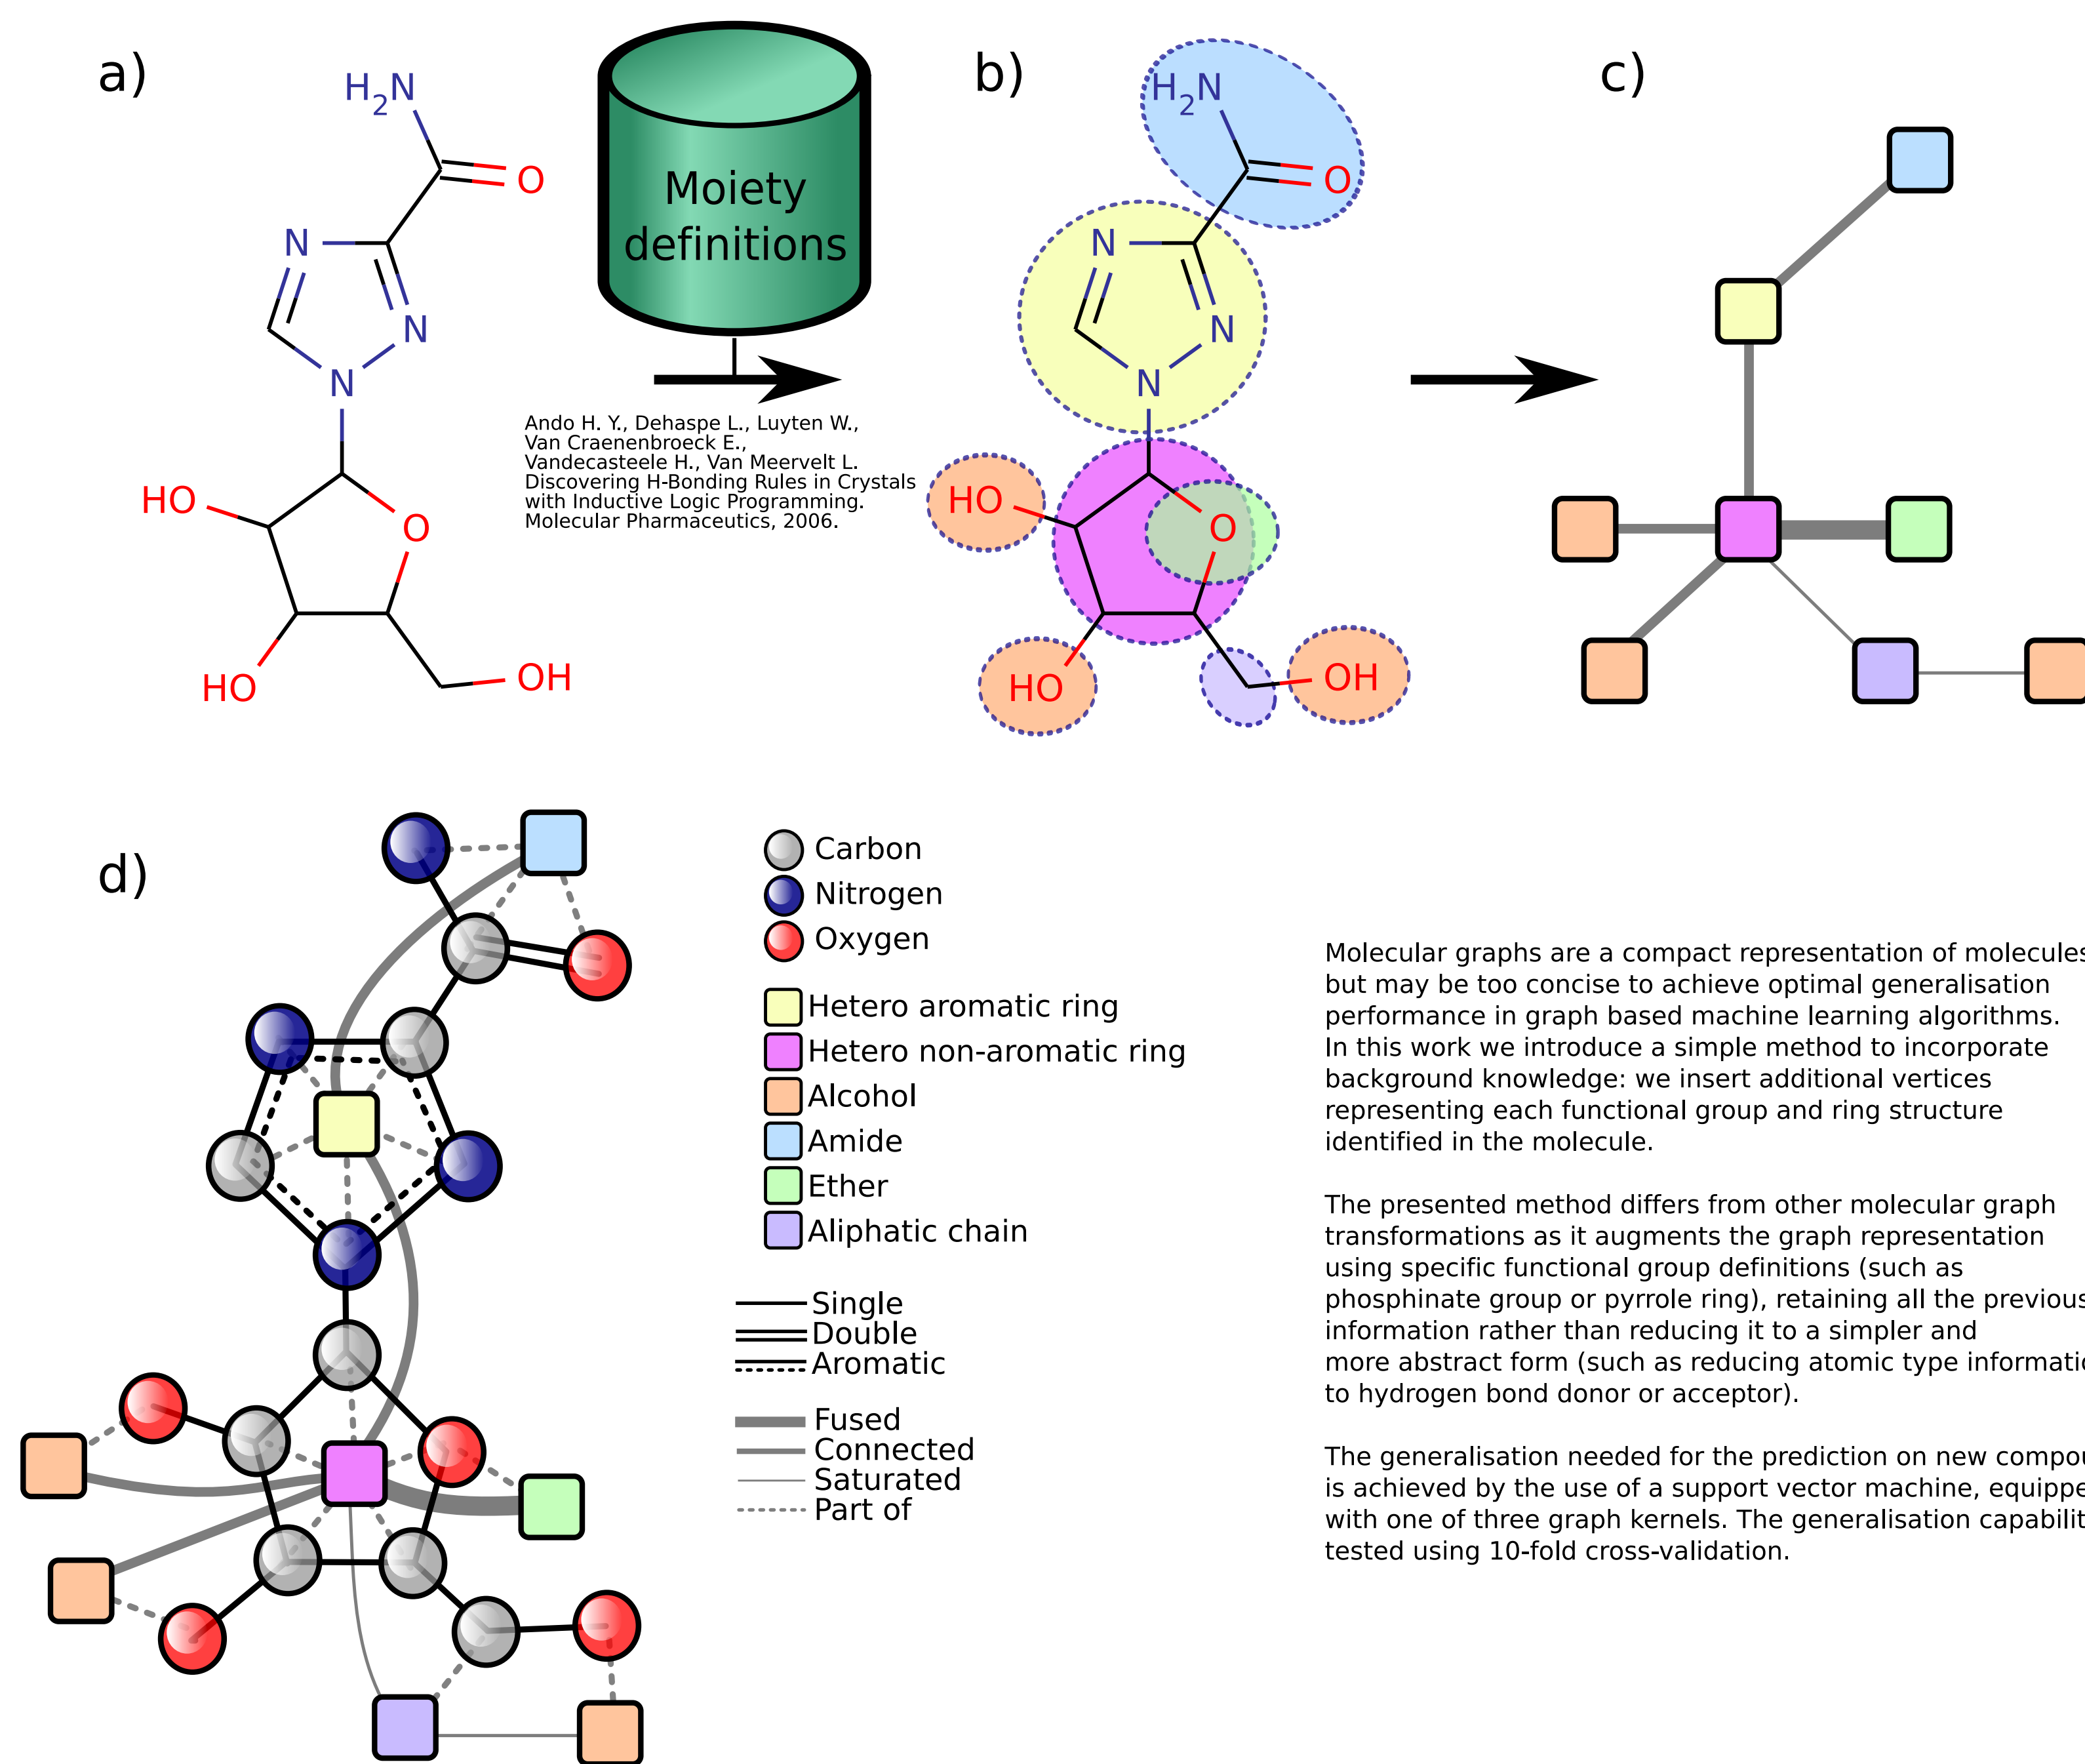 a)
H2N
O
N
N
N
HO
O
HO
OH
Moiety
definitions
Ando H. Y., Dehaspe L., Luyten W.,
Van Craenenbroeck E.,
Vandecasteele H., Van Meervelt L.
Discovering H-Bonding Rules in Crystals
with Inductive Logic Programming.
Molecular Pharmaceutics, 2006.
b)
H2N
O
N
N
N
HO
O
HO
OH
c)
d)
Carbon
Nitrogen
Oxygen
Hetero aromatic ring
Hetero non-aromatic ring
Alcohol
Amide
Ether
Aliphatic chain
Single
Double
Aromatic
Fused
Connected
Saturated
Part of
Molecular graphs are a compact representation of molecules
but may be too concise to achieve optimal generalisation
performance in graph based machine learning algorithms.
In this work we introduce a simple method to incorporate
background knowledge: we insert additional vertices
representing each functional group and ring structure
identified in the molecule.
The presented method differs from other molecular graph
transformations as it augments the graph representation
using specific functional group definitions (such as
phosphinate group or pyrrole ring), retaining all the previous
information rather than reducing it to a simpler and
more abstract form (such as reducing atomic type
to hydrogen bond donor or acceptor).
The generalisation needed for the prediction on new
is achieved by the use of a support vector machine,
with one of three graph kernels. The generalisation
tested using 10-fold cross-validation.